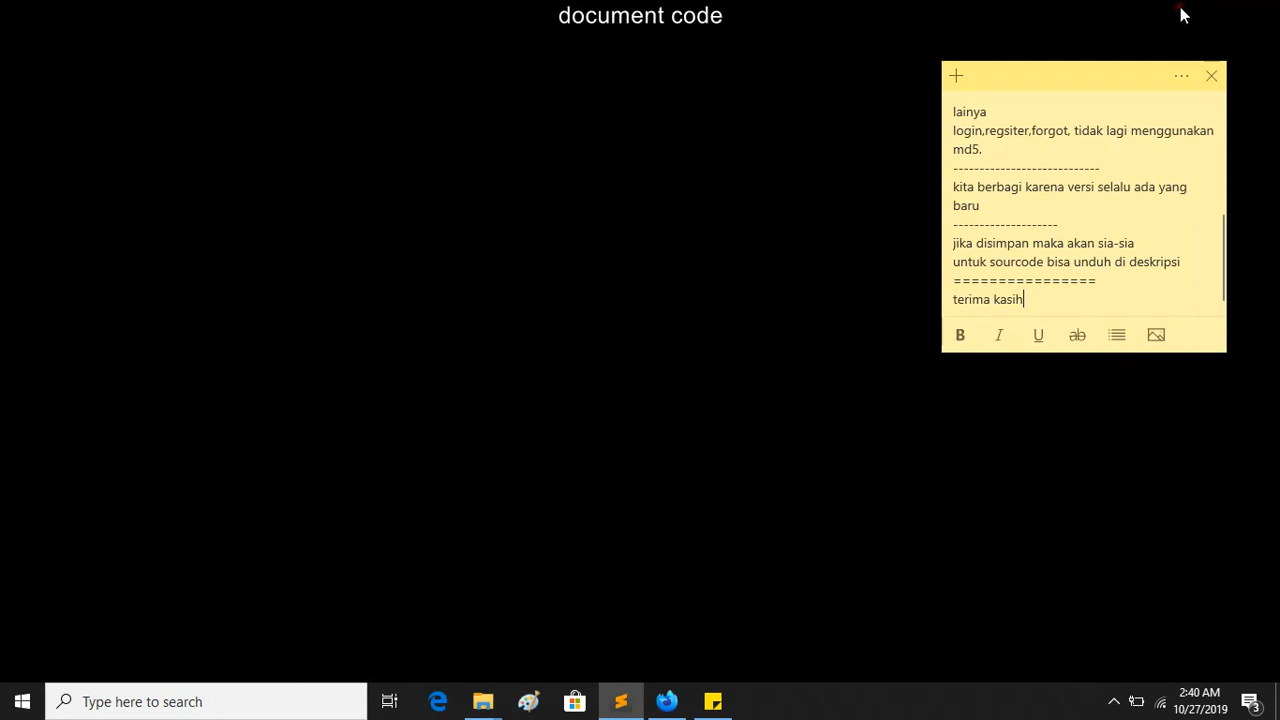 document code
lainya
login,regsiter,forgot, tidak lagi menggunakan
md5.
----------------------------
kita berbagi karena versi selalu ada yang
baru
--------------------
jika disimpan maka akan sia-sia
untuk sourcode bisa unduh di deskripsi
================
terima kasih
B I U ab
Type here to search
2:40 AM
10/27/2019
3